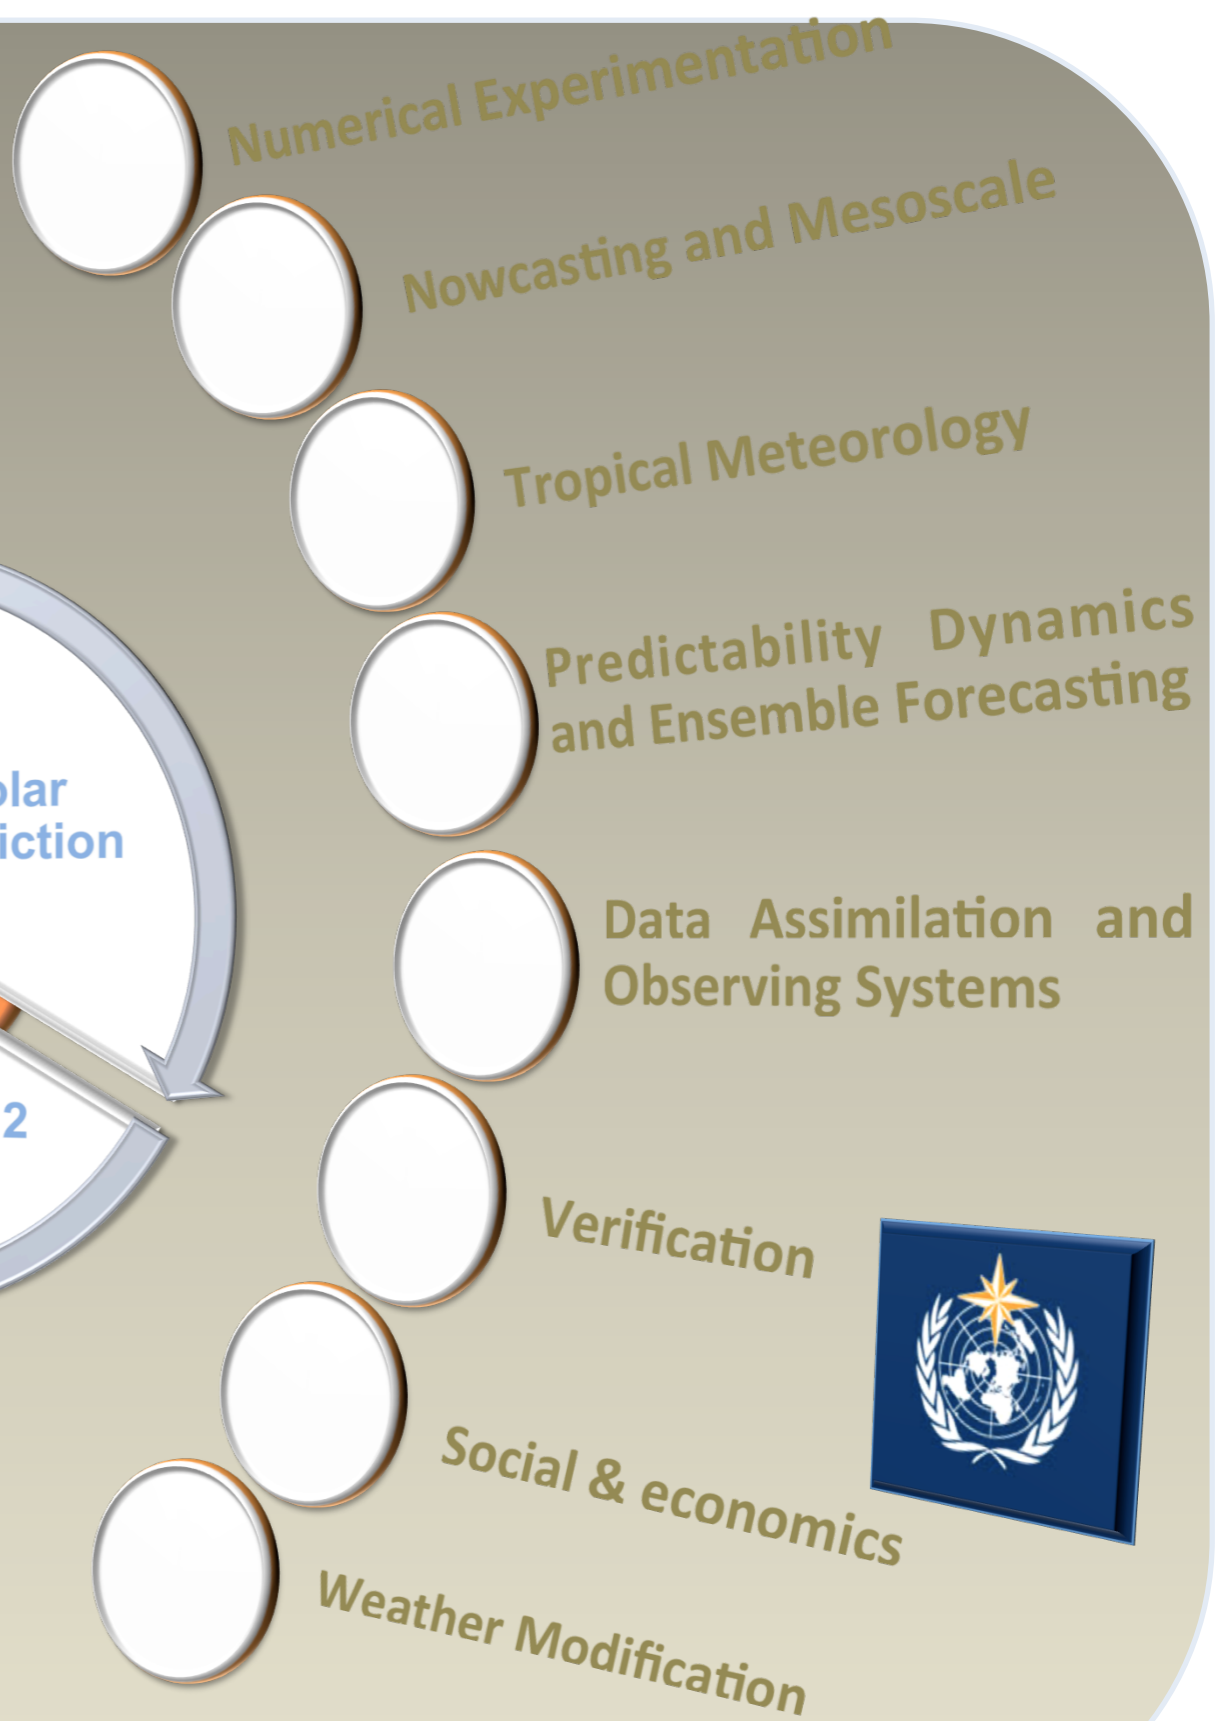 Numerical Experimentation
Nowcasting and Mesoscale
Tropical Meteorology
Predictability Dynamics
and Ensemble Forecasting
olar
iction
Data Assimilation and
Observing Systems
2
Verification
Social & economics
Weather Modification